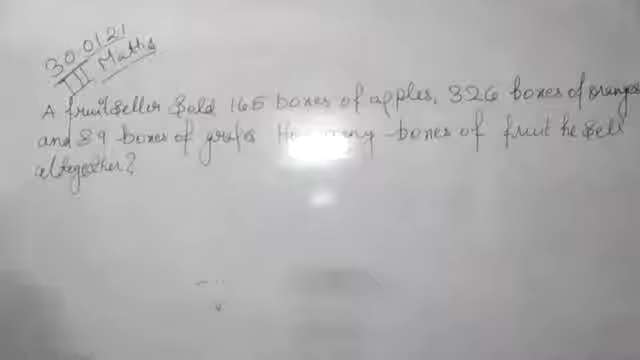 30.01.21
III Maths
A fruitseller sold 165 boxes of apples, 326 boxes of oranges
and 89 boxes of grapes How many boxes of fruit he sell
altogether?